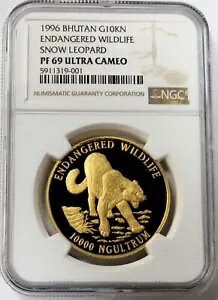 1996 BHUTAN G10KN
ENDANGERED WILDLIFE
SNOW LEOPARD
PF 69 ULTRA CAMEO
5911319-001
NUMISMATIC GUARANTY CORPORATION
NGC
ENDANGERED WILDLIFE
10000 NGULTRUM